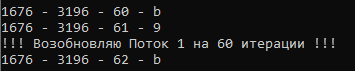 1676 - 3196 - 60 - b
1676 - 3196 - 61 - 9
!!! Возобновляю Поток 1 на 60 итерации !!!
1676 - 3196 - 62 - b